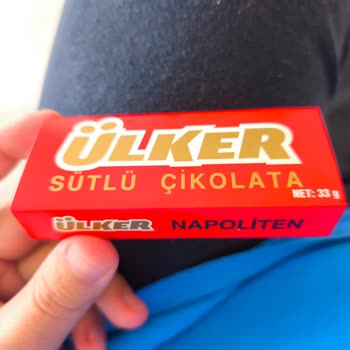 ÜLKER
SÜTLÜ ÇİKOLATA
NET: 33 g
ÜLKER NAPOLİTEN